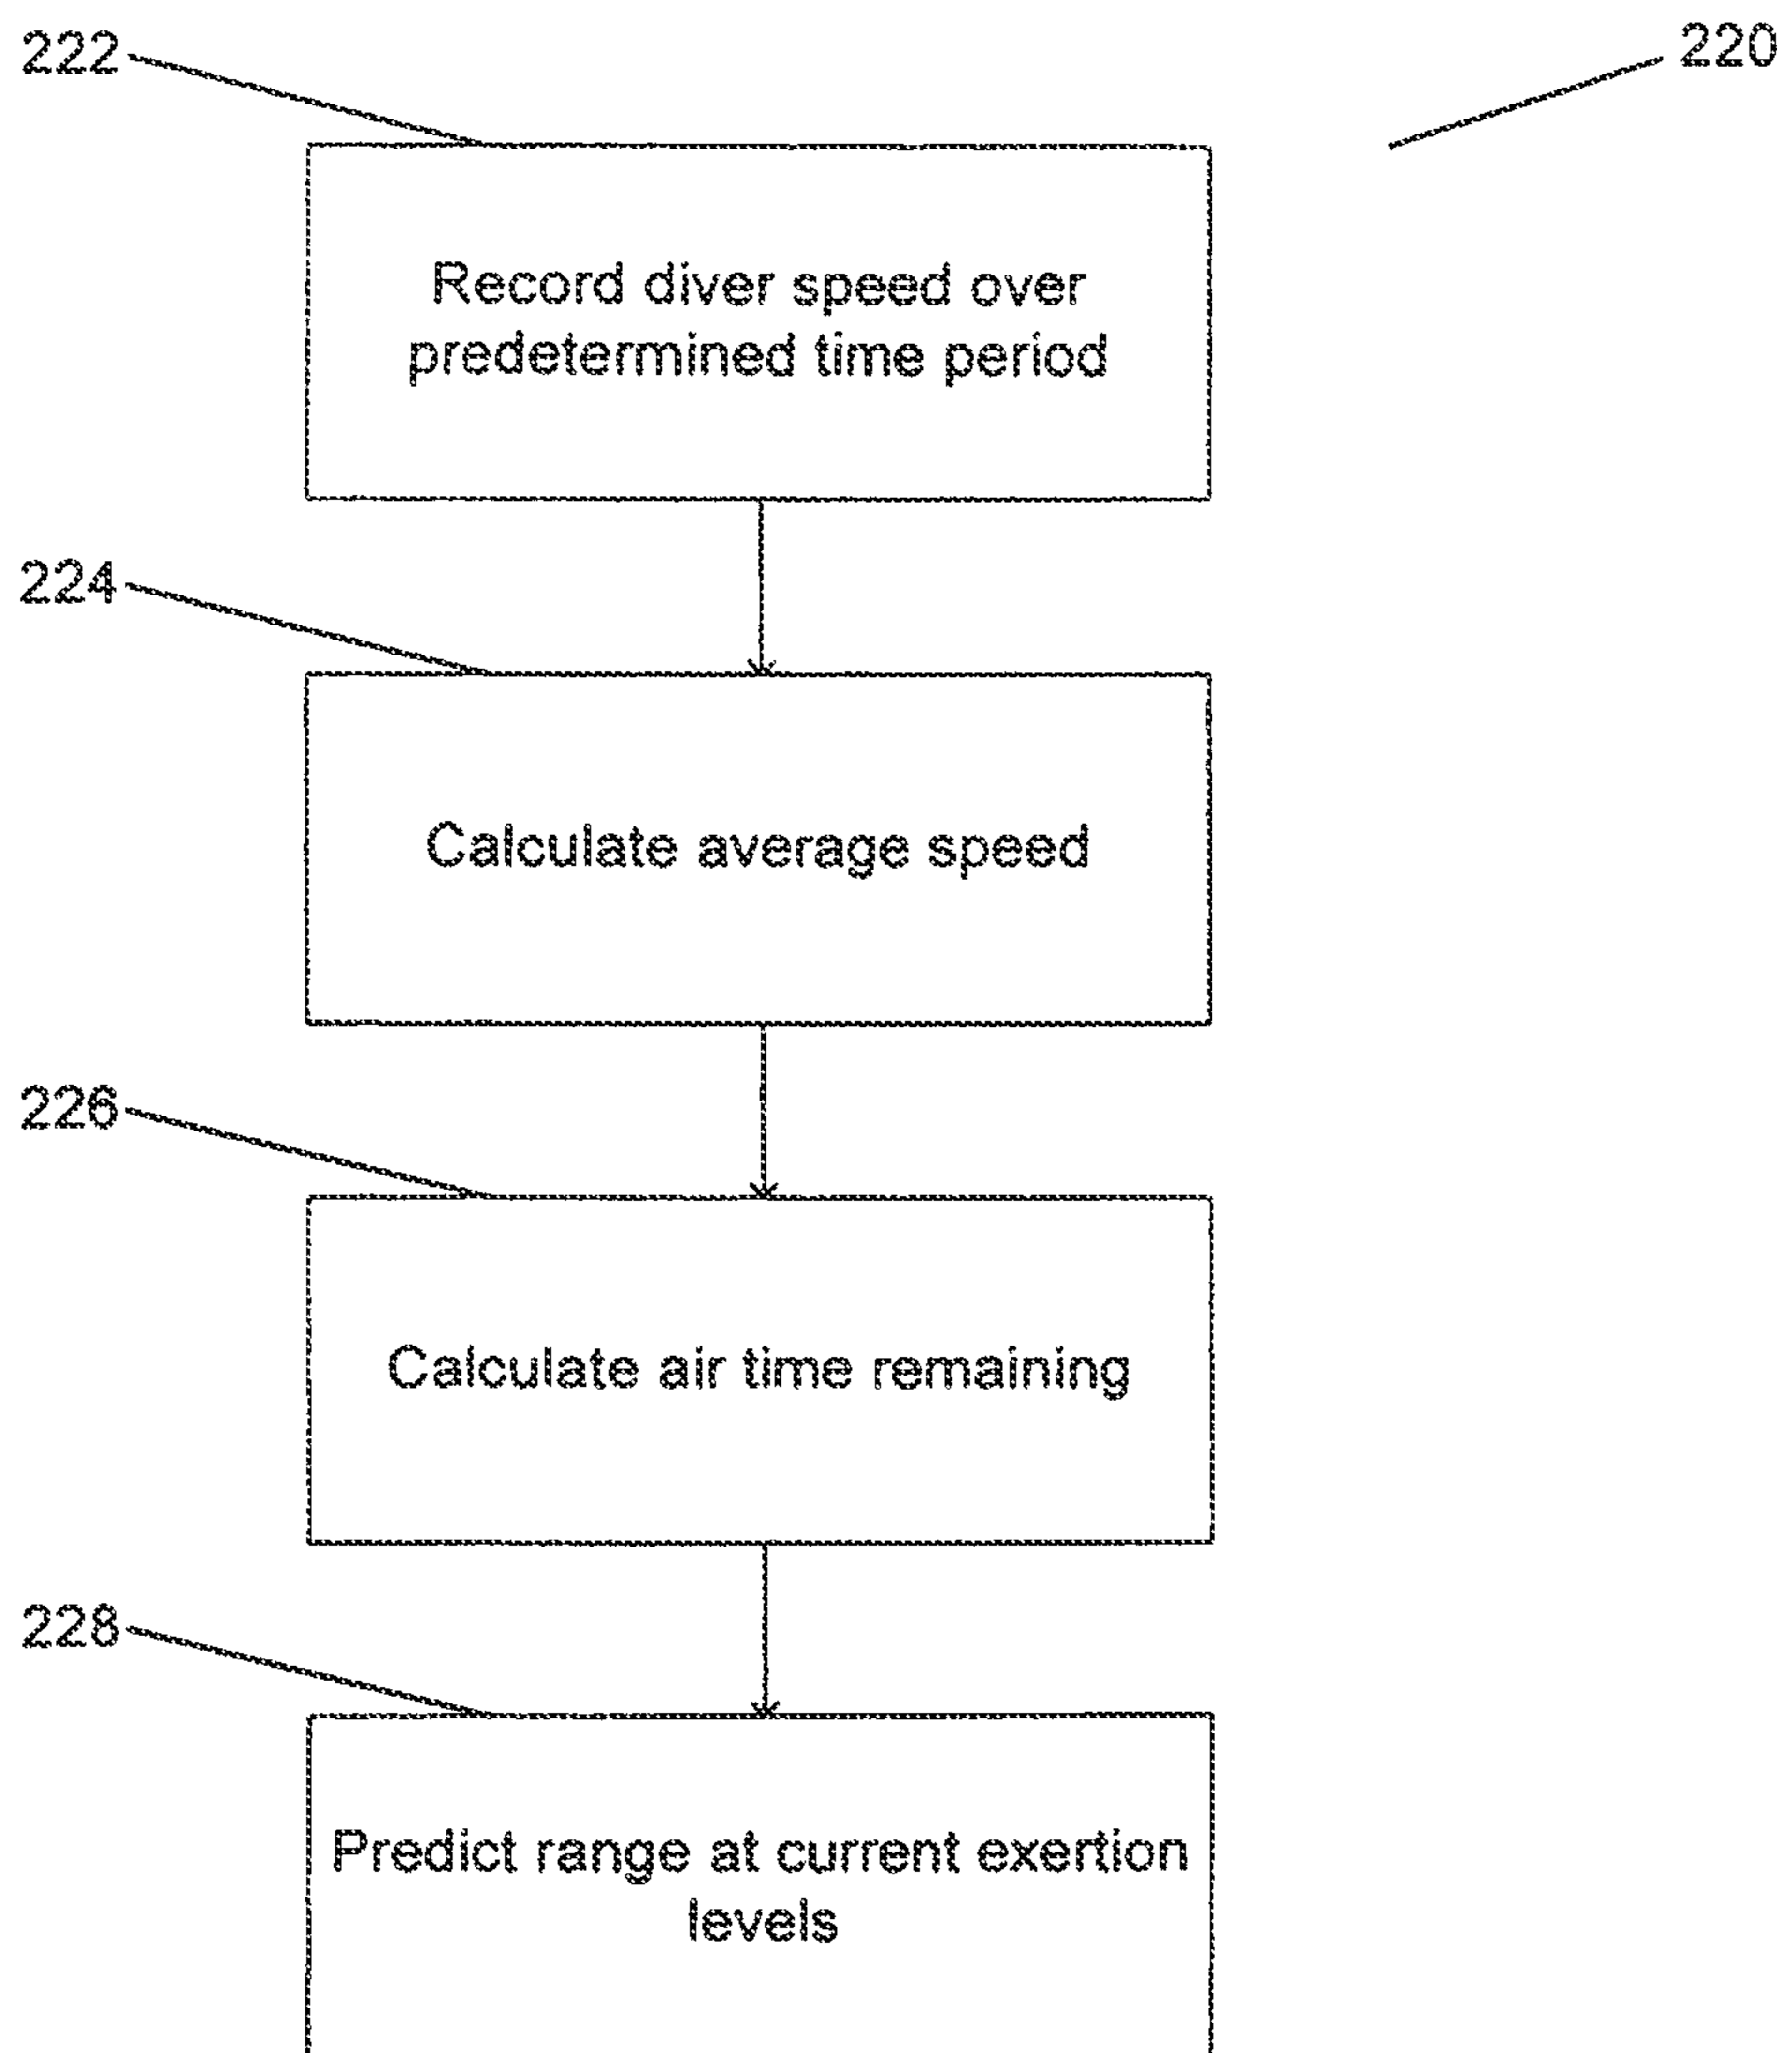 222
220
Record diver speed over
predetermined time period
224
Calculate average speed
226
Calculate air time remaining
228
Predict range at current exertion
levels